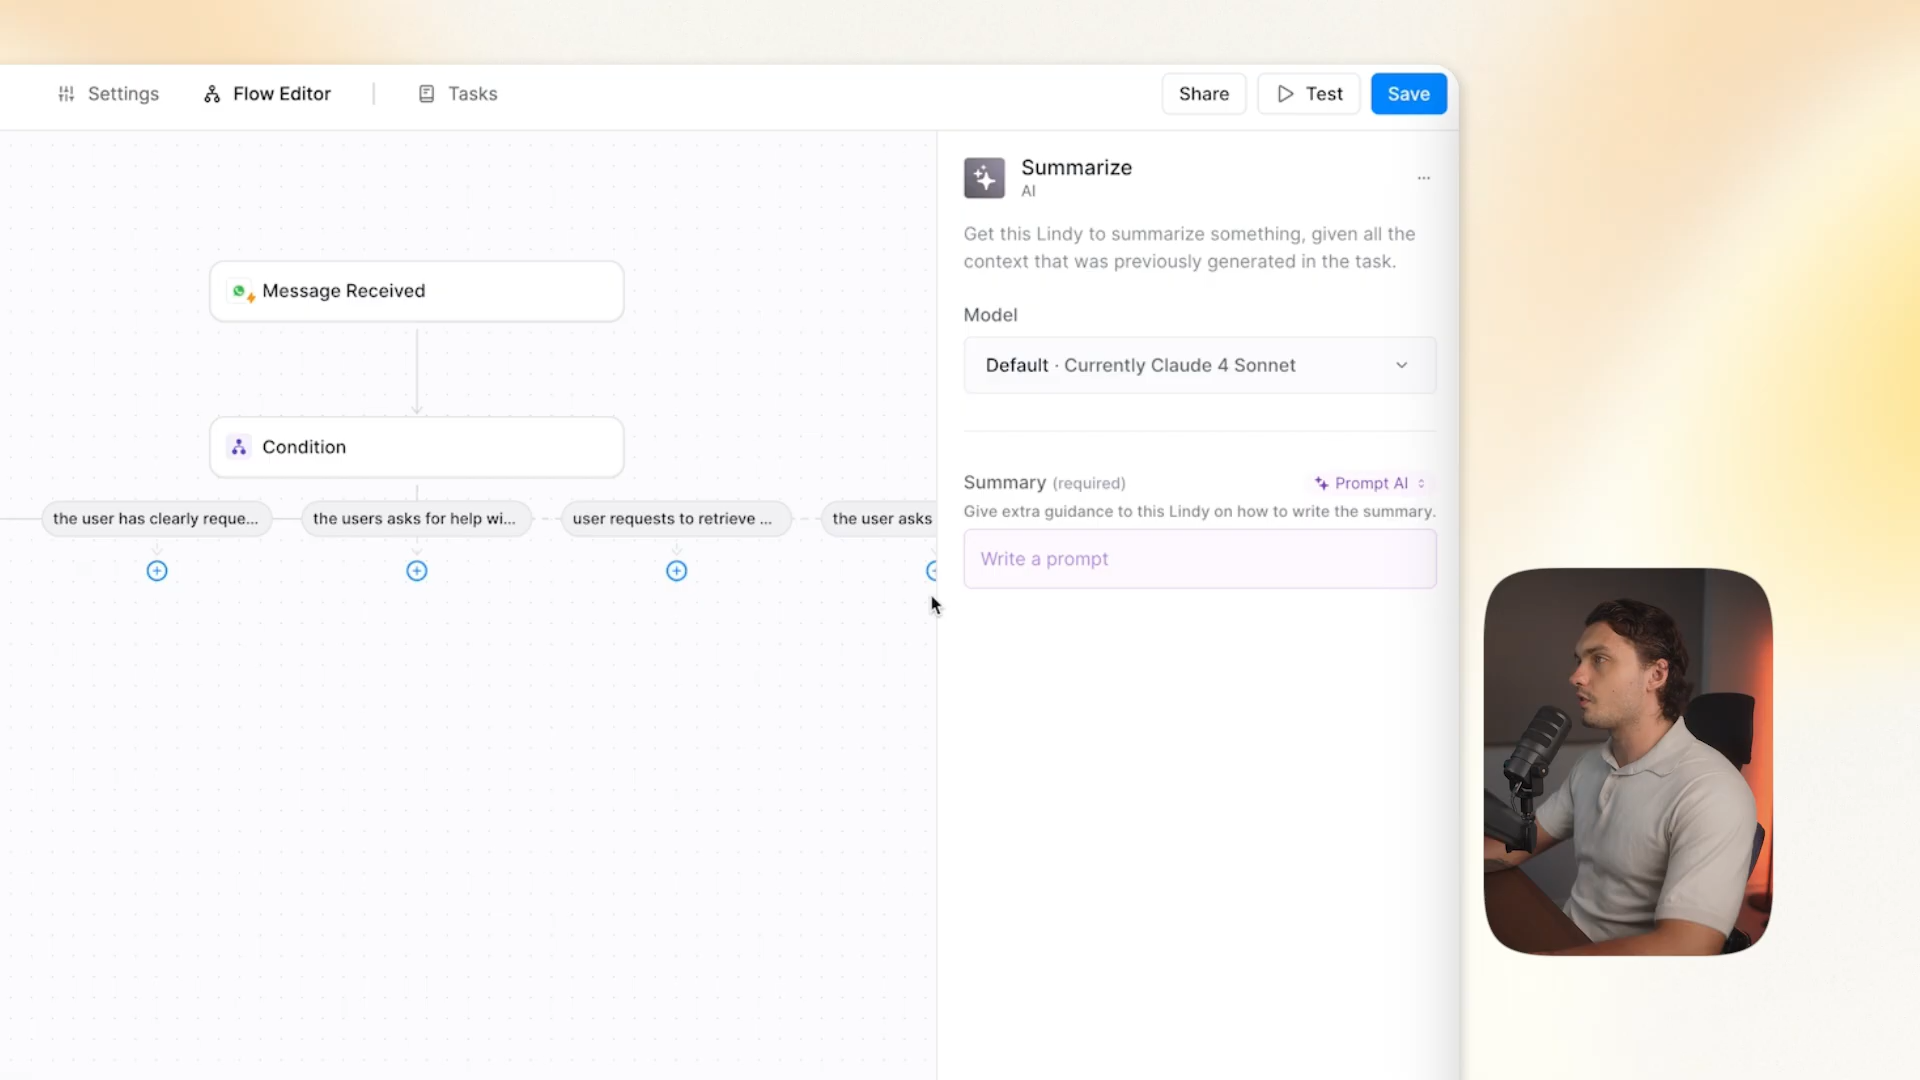 Settings
Flow Editor
Tasks
Share
Test
Save
Message Received
Condition
the user has clearly reque...
the users asks for help wi...
user requests to retrieve ...
the user asks
Summarize
AI
...
Get this Lindy to summarize something, given all the
context that was previously generated in the task.
Model
Default · Currently Claude 4 Sonnet
Summary (required)
Prompt AI
Give extra guidance to this Lindy on how to write the summary.
Write a prompt